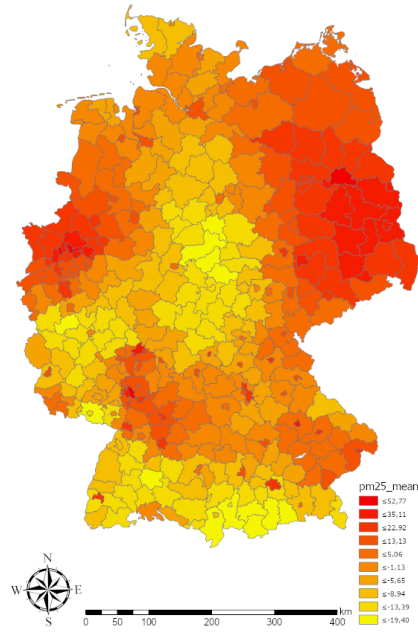 pm25_mean
≤52,77
≤35,11
≤22,92
≤13,13
≤5,06
≤-1,13
≤-5,65
≤-8,94
≤-13,39
≤-19,40
N
W E
S
0 50 100 200 300 400
km